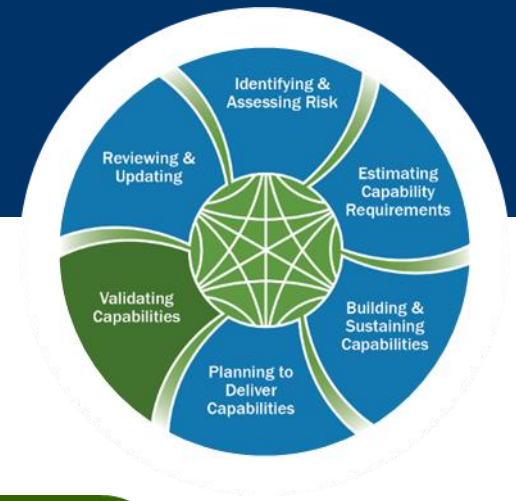 Identifying &
Assessing Risk
Estimating
Capability
Requirements
Building &
Sustaining
Capabilities
Planning to
Deliver
Capabilities
Validating
Capabilities
Reviewing &
Updating